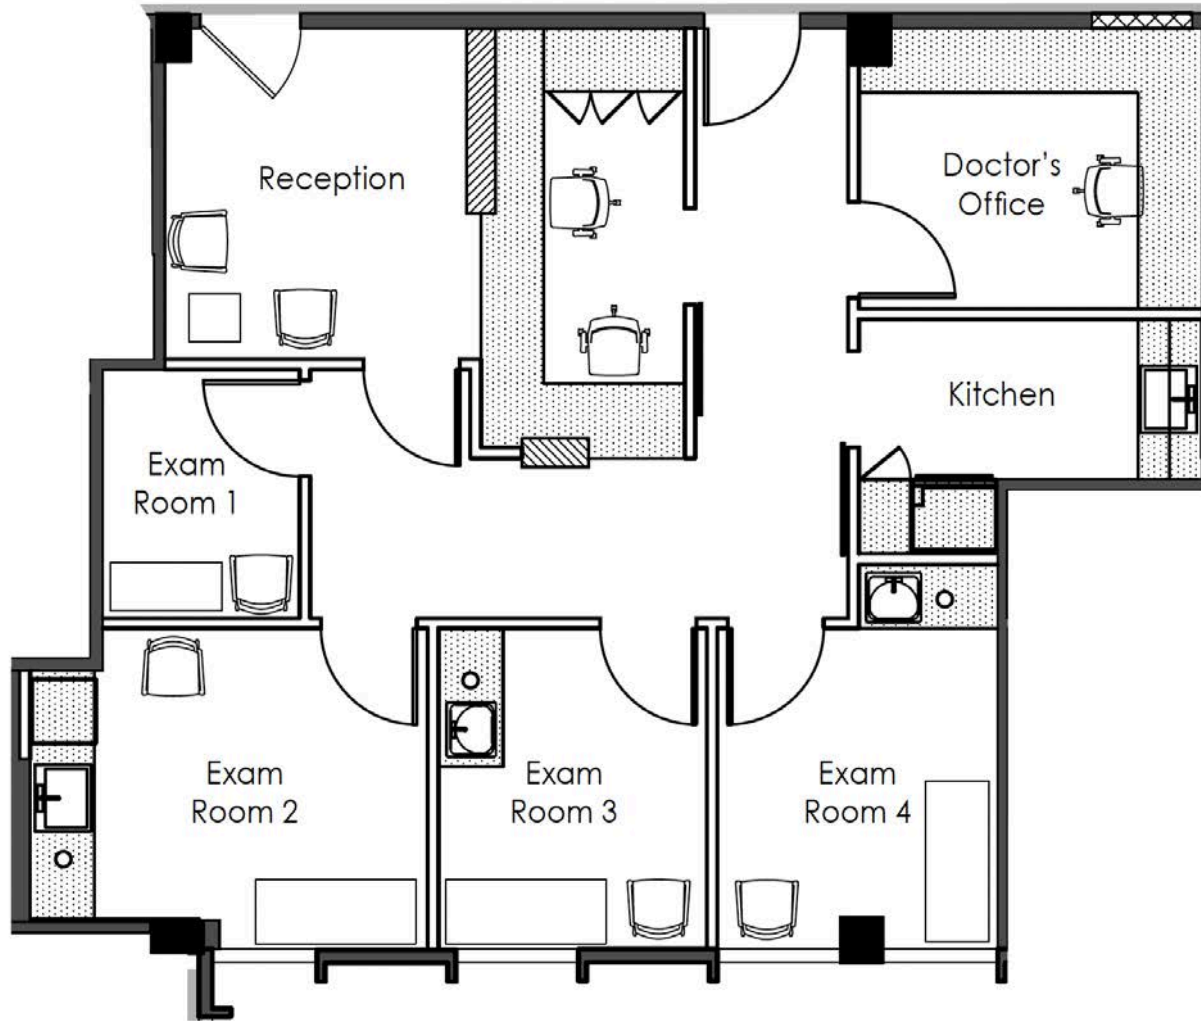 Reception
Doctor's
Office
Kitchen
Exam
Room 1
Exam
Room 2
Exam
Room 3
Exam
Room 4